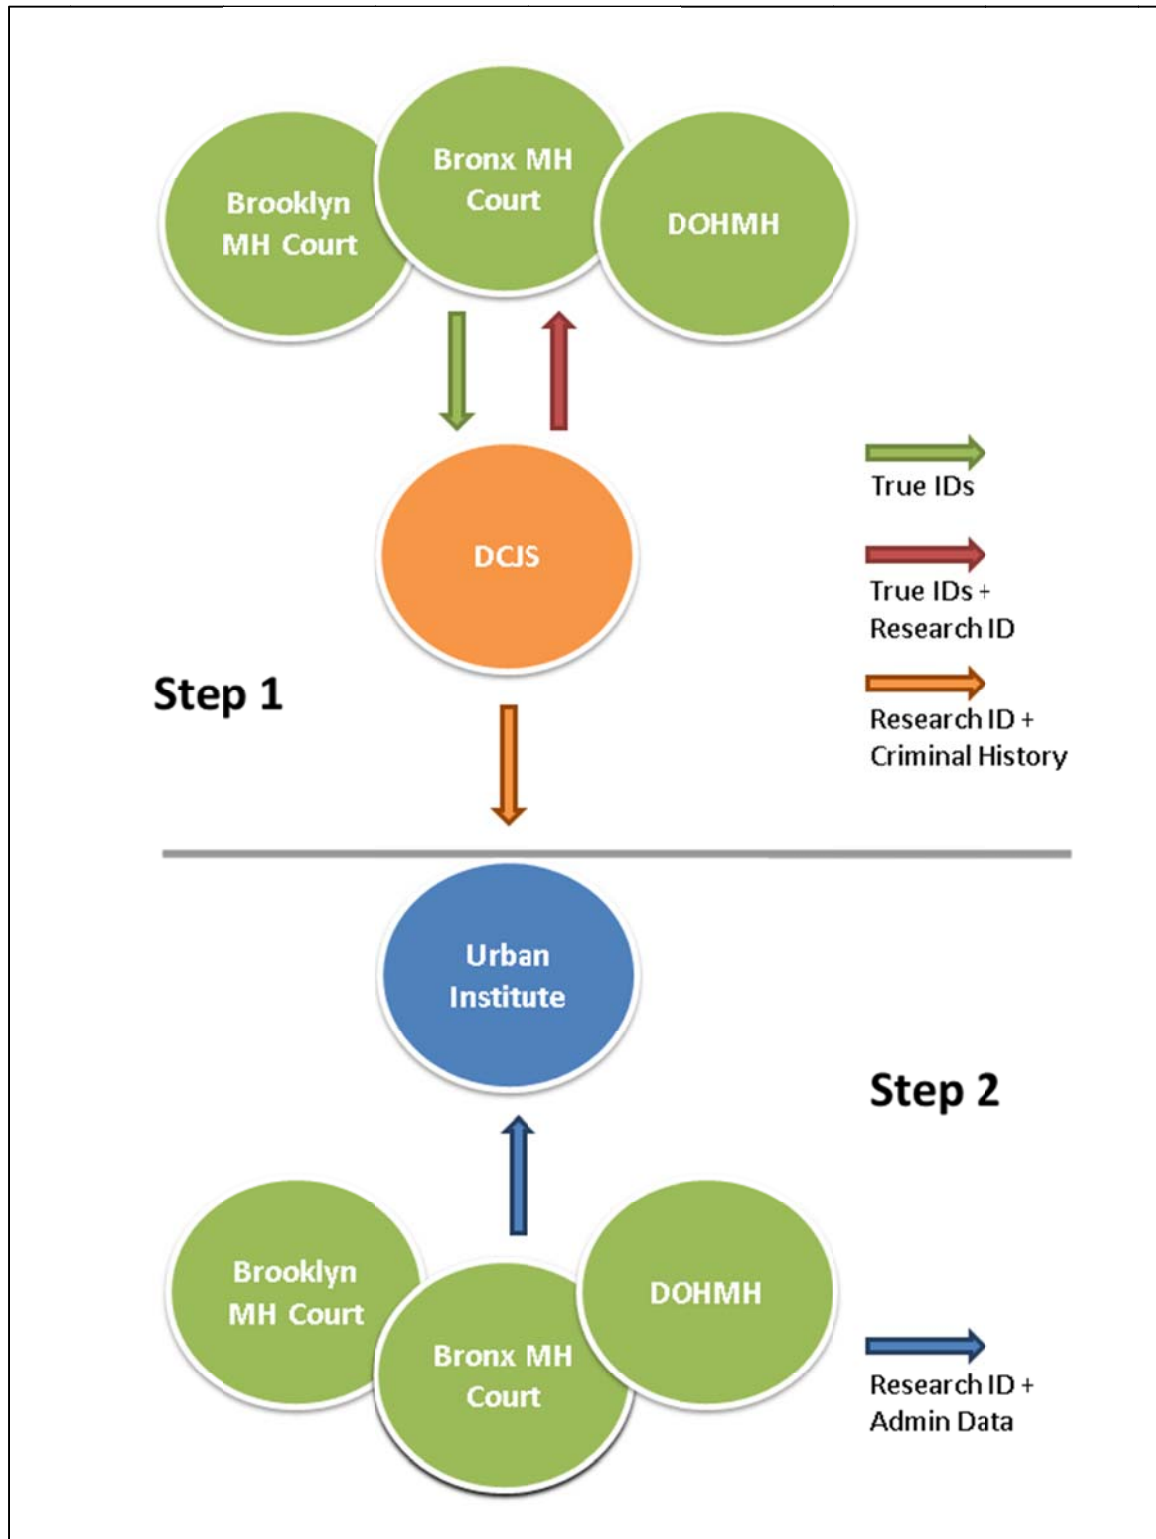 Bronx MH
Court
Brooklyn
MH Court
DOHMH
DCJS
True IDs
True IDs +
Research ID
Research ID +
Criminal History
Step 1
Urban
Institute
Step 2
Brooklyn
MH Court
DOHMH
Bronx MH
Court
Research ID +
Admin Data